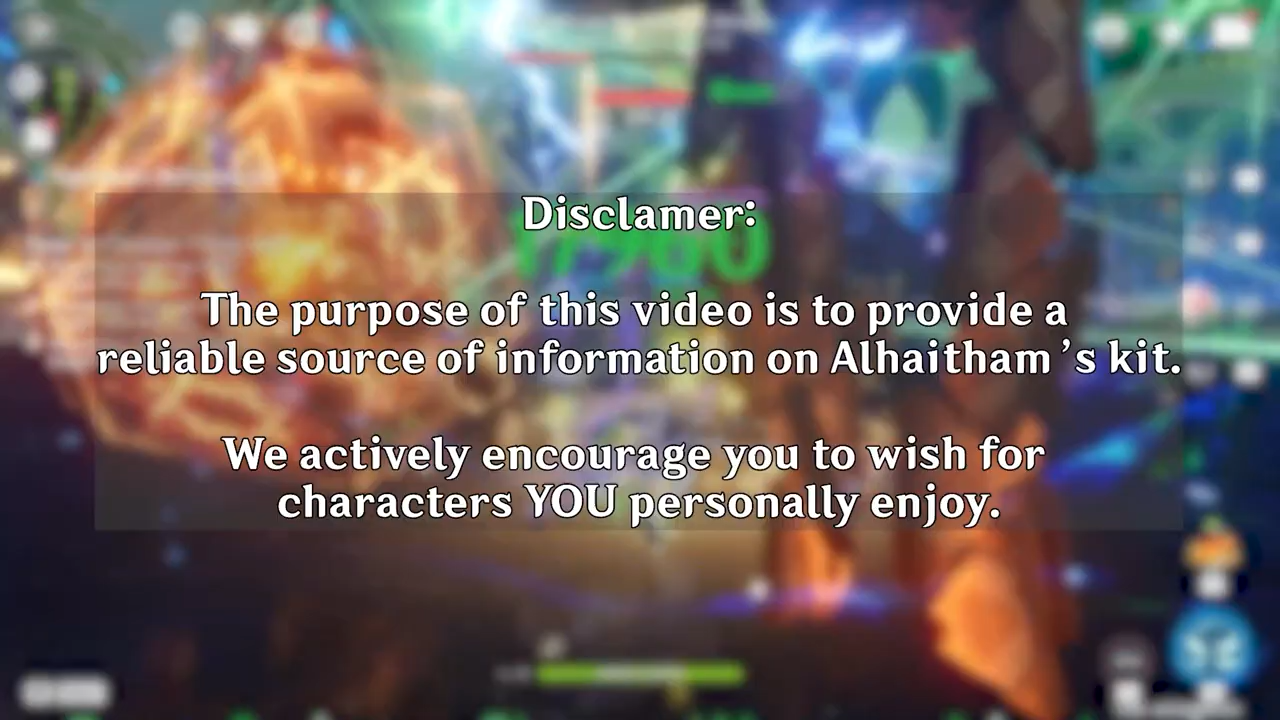 Disclamer:
The purpose of this video is to provide a
reliable source of information on Alhaitham's kit.
We actively encourage you to wish for
characters YOU personally enjoy.